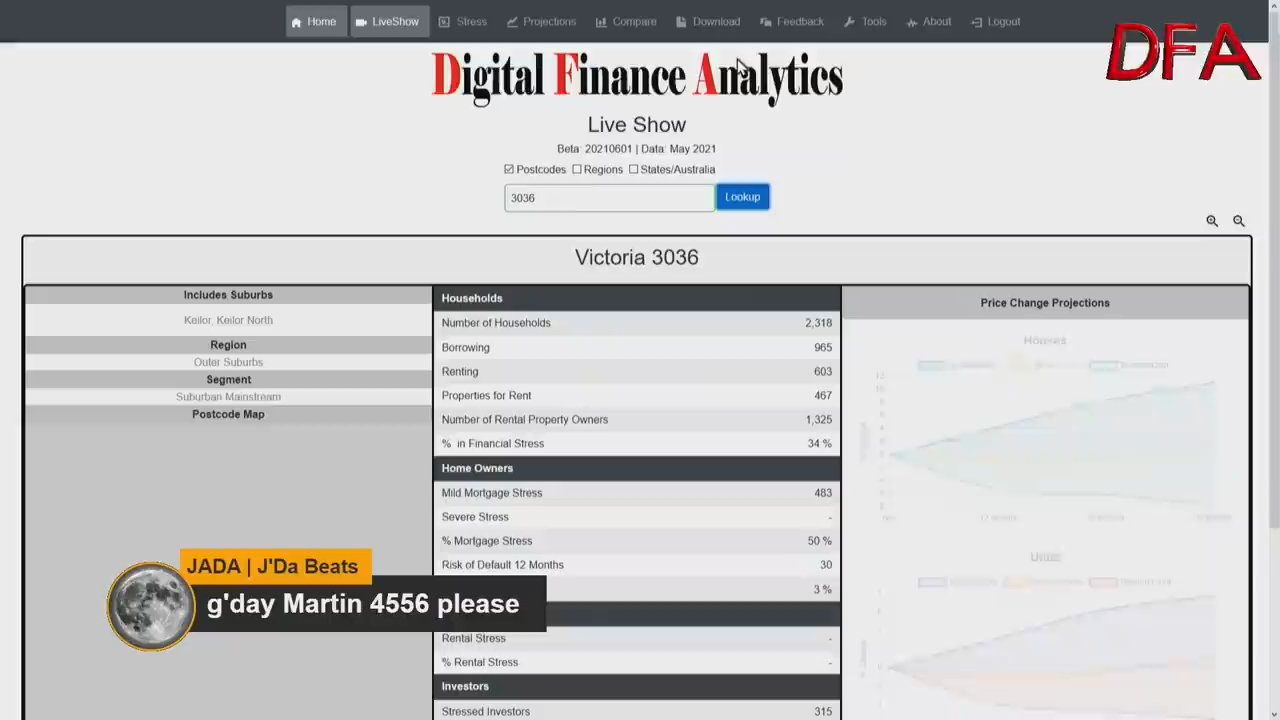 Home LiveShow Stress Projections Compare Download Feedback Tools About Logout
DFA
Digital Finance Analytics
Live Show
Beta: 20210601 | Data: May 2021
Postcodes Regions States/Australia
3036 Lookup
Victoria 3036
Includes Suburbs
Keilor, Keilor North
Region
Outer Suburbs
Segment
Suburban Mainstream
Postcode Map
Households
Number of Households 2,318
Borrowing 965
Renting 603
Properties for Rent 467
Number of Rental Property Owners 1,325
% in Financial Stress 34 %
Home Owners
Mild Mortgage Stress 483
Severe Stress -
% Mortgage Stress 50 %
Risk of Default 12 Months 30
3 %
Rental Stress -
% Rental Stress -
Investors
Stressed Investors 315
Price Change Projections
Houses
Units
JADA | J'Da Beats
g'day Martin 4556 please